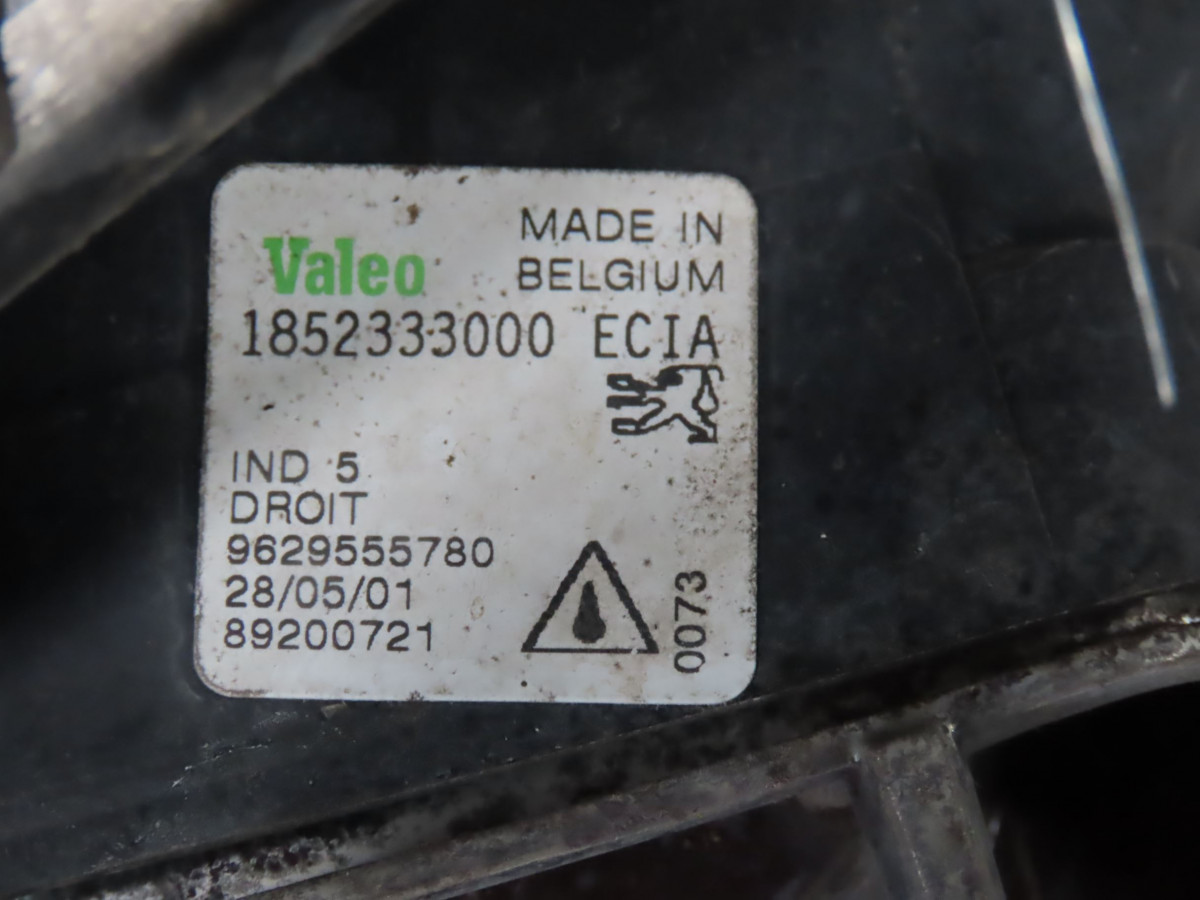 Valeo
MADE IN
BELGIUM
1852333000 ECIA
IND 5
DROIT
9629555780
28/05/01
89200721
0073